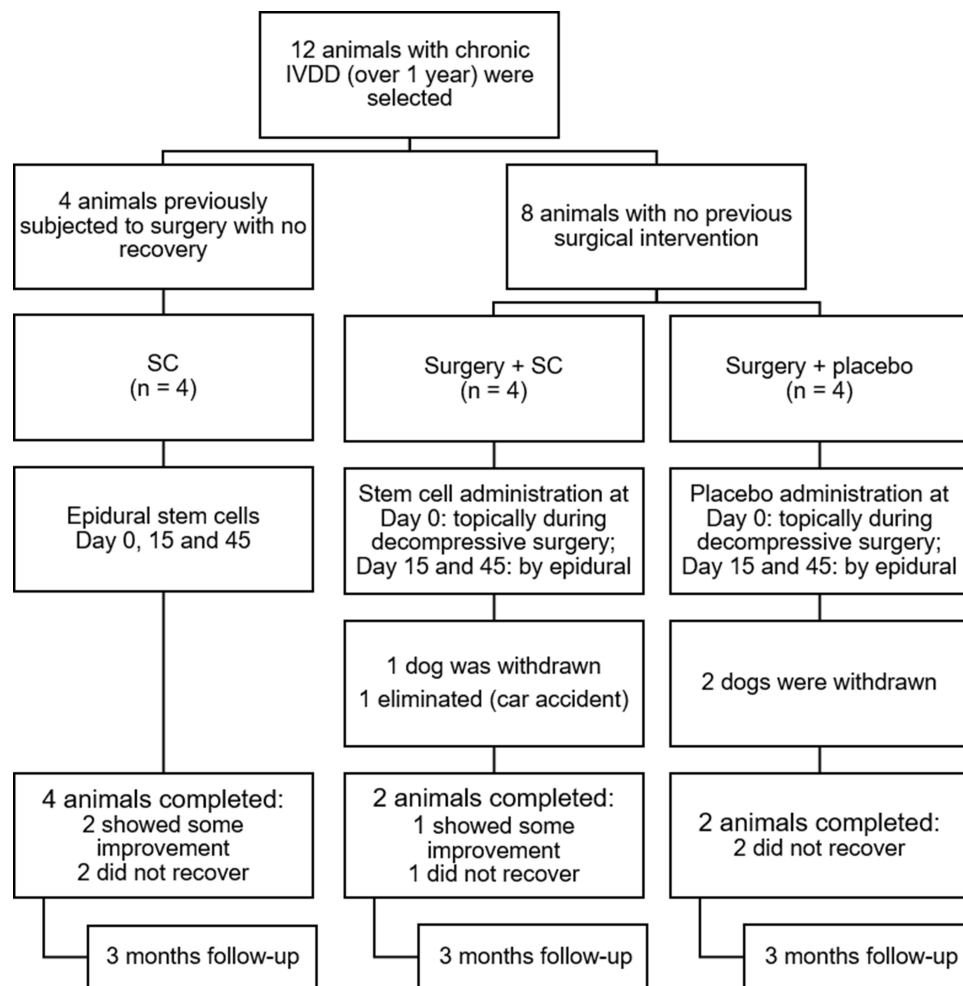 12 animals with chronic
IVDD (over 1 year) were
selected
4 animals previously
subjected to surgery with no
recovery
8 animals with no previous
surgical intervention
SC
(n = 4)
Surgery + SC
(n = 4)
Surgery + placebo
(n = 4)
Epidural stem cells
Day 0, 15 and 45
Stem cell administration at
Day 0: topically during
decompressive surgery;
Day 15 and 45: by epidural
Placebo administration at
Day 0: topically during
decompressive surgery;
Day 15 and 45: by epidural
1 dog was withdrawn
1 eliminated (car accident)
2 dogs were withdrawn
4 animals completed:
2 showed some
improvement
2 did not recover
2 animals completed:
1 showed some
improvement
1 did not recover
2 animals completed:
2 did not recover
3 months follow-up
3 months follow-up
3 months follow-up